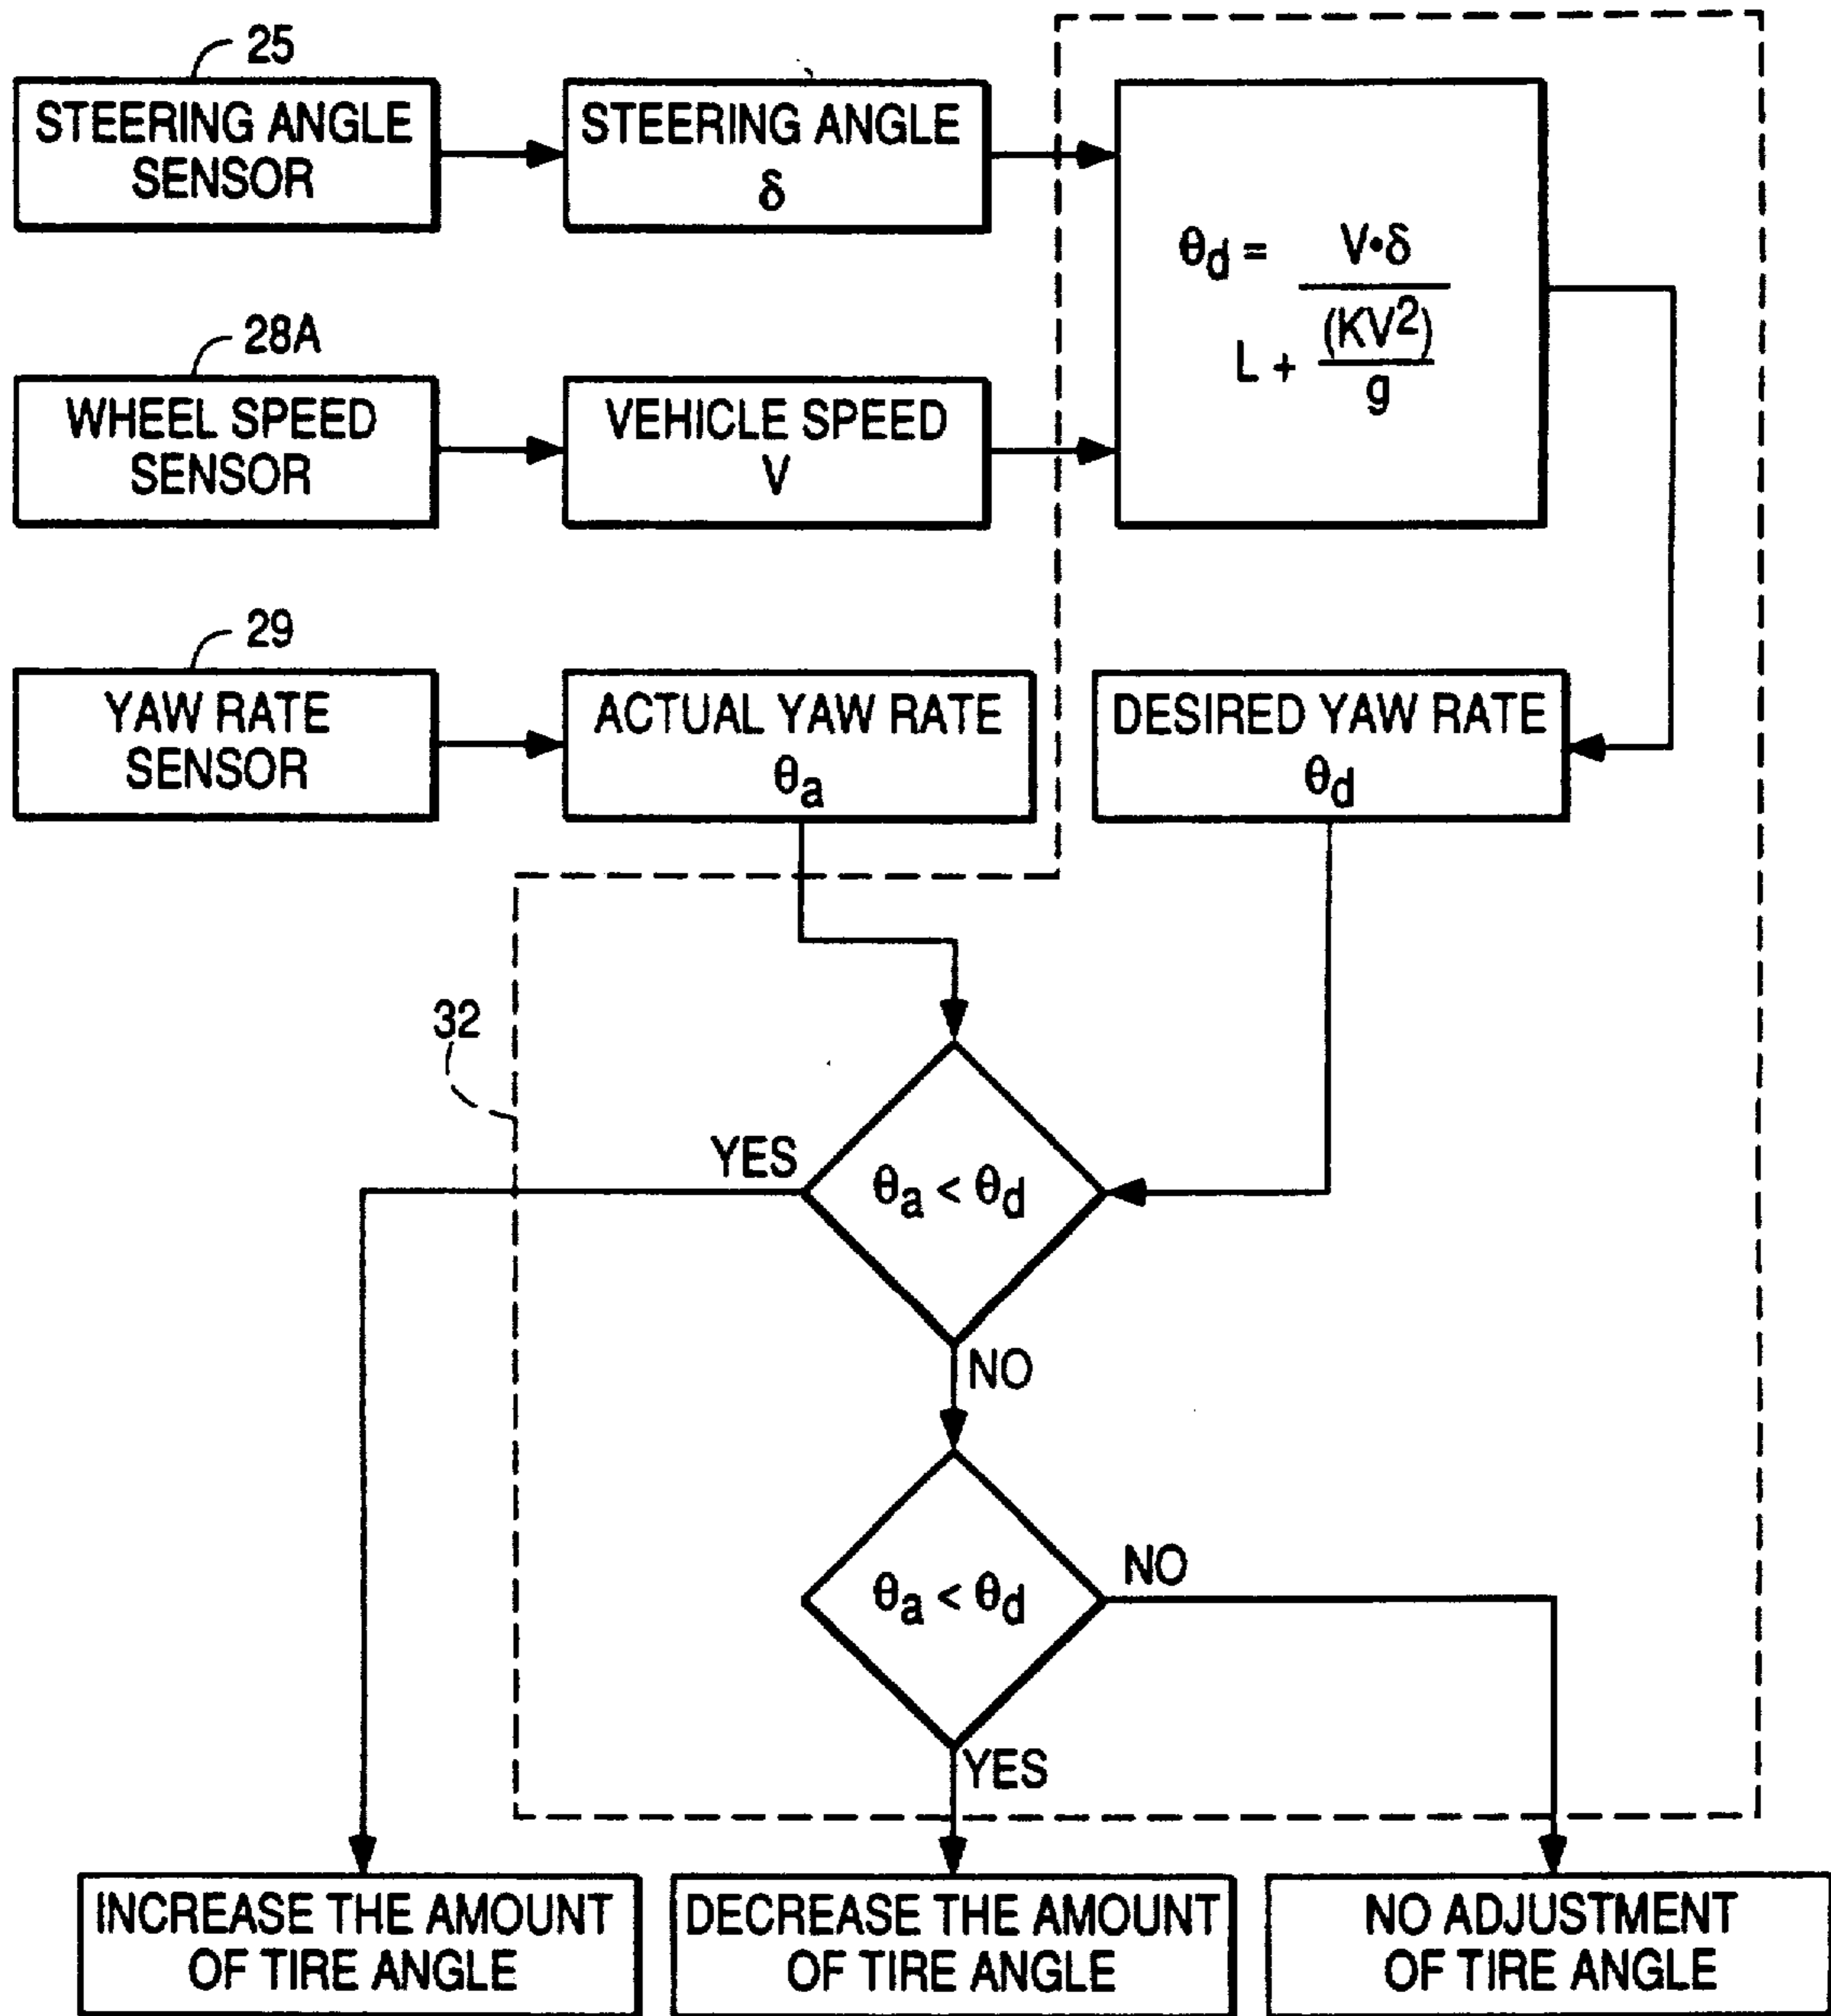 25
STEERING ANGLE
SENSOR
STEERING ANGLE
δ
θd = V•δ
L + (KV²)
g
28A
WHEEL SPEED
SENSOR
VEHICLE SPEED
V
29
YAW RATE
SENSOR
ACTUAL YAW RATE
θa
DESIRED YAW RATE
θd
32
YES
θa < θd
NO
θa < θd
NO
YES
INCREASE THE AMOUNT
OF TIRE ANGLE
DECREASE THE AMOUNT
OF TIRE ANGLE
NO ADJUSTMENT
OF TIRE ANGLE